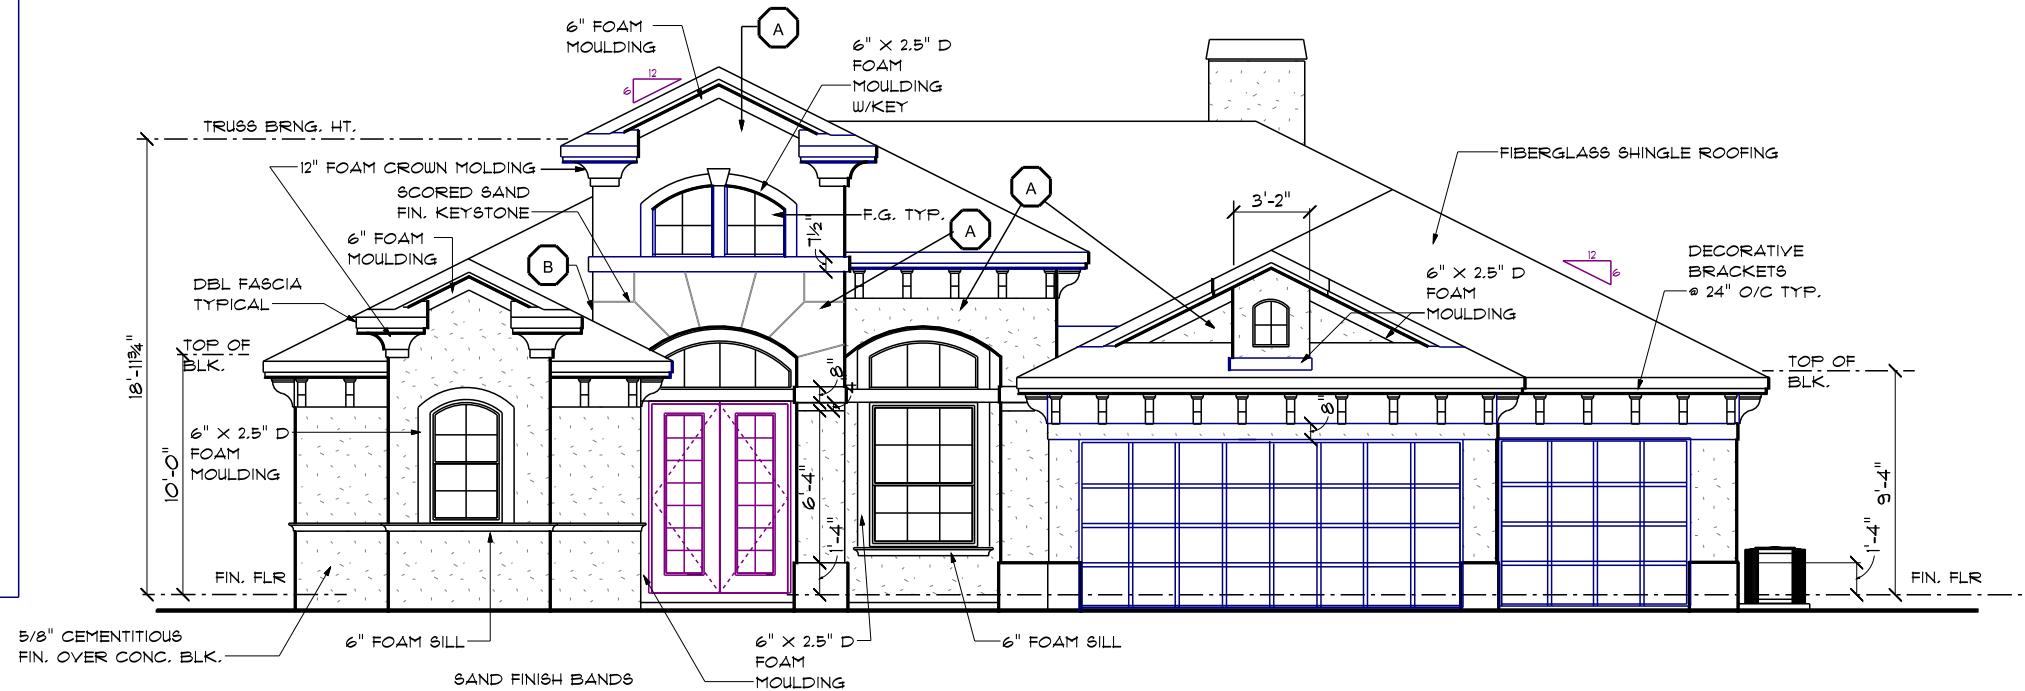 6" FOAM
MOULDING
A
6" X 2.5" D
FOAM
MOULDING
W/KEY
12
6
TRUSS BRNG. HT.
12" FOAM CROWN MOLDING
SCORED SAND
FIN. KEYSTONE
F.G. TYP.
7½"
A
A
3'-2"
FIBERGLASS SHINGLE ROOFING
6" FOAM
MOULDING
B
DBL FASCIA
TYPICAL
6" X 2.5" D
FOAM
MOULDING
12
6
DECORATIVE
BRACKETS
@ 24" O/C TYP.
18'-11¾"
TOP OF
BLK.
TOP OF
BLK.
8"
4"
8"
6" X 2.5" D
FOAM
MOULDING
10'-0"
6'-4"
1'-4"
9'-4"
1'-4"
FIN. FLR
FIN. FLR
5/8" CEMENTITIOUS
FIN. OVER CONC. BLK.
6" FOAM SILL
SAND FINISH BANDS
6" X 2.5" D
FOAM
MOULDING
6" FOAM SILL